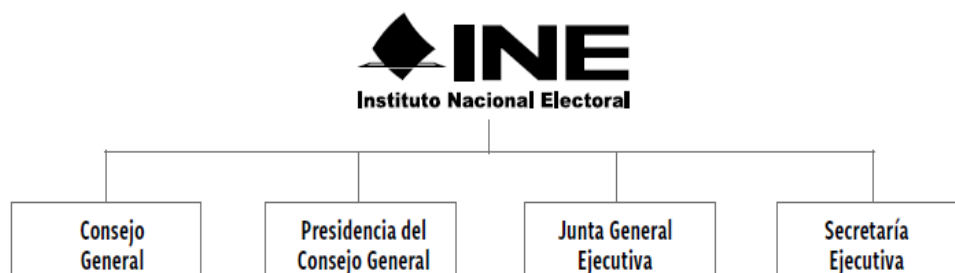 INE
Instituto Nacional Electoral
Consejo
General
Presidencia del
Consejo General
Junta General
Ejecutiva
Secretaría
Ejecutiva